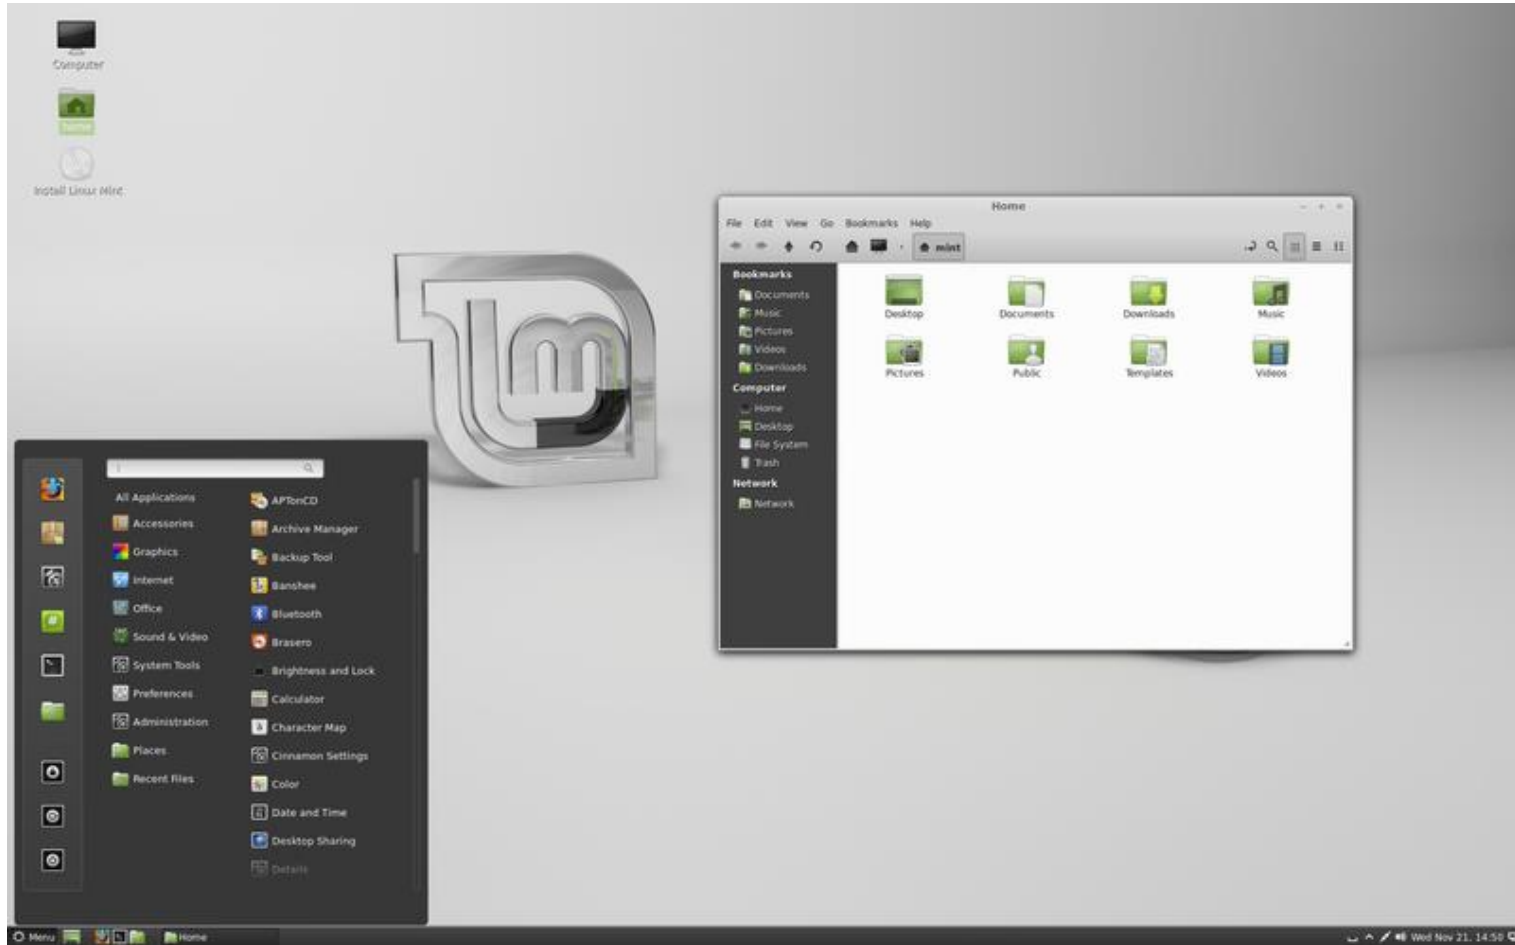 Computer
home
Install Linux Mint
Home
File Edit View Go Bookmarks Help
mint
Bookmarks
Documents
Music
Pictures
Videos
Downloads
Computer
Home
Desktop
File System
Trash
Network
Network
Desktop
Documents
Downloads
Music
Pictures
Public
Templates
Videos
All Applications
Accessories
Graphics
Internet
Office
Sound & Video
System Tools
Preferences
Administration
Places
Recent Files
APTonCD
Archive Manager
Backup Tool
Banshee
Bluetooth
Brasero
Brightness and Lock
Calculator
Character Map
Cinnamon Settings
Color
Date and Time
Desktop Sharing
Details
Menu
Home
Wed Nov 21, 14:50